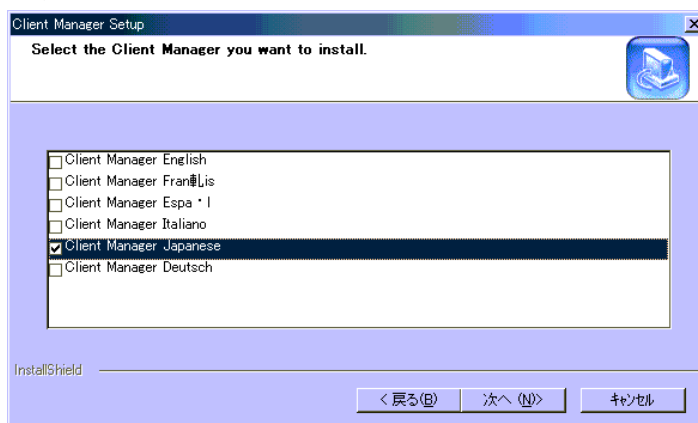 Client Manager Setup
Select the Client Manager you want to install.
Client Manager English
Client Manager Fran軋is
Client Manager Espa・l
Client Manager Italiano
Client Manager Japanese
Client Manager Deutsch
InstallShield
< 戻る(B)
次へ (N)>
キャンセル